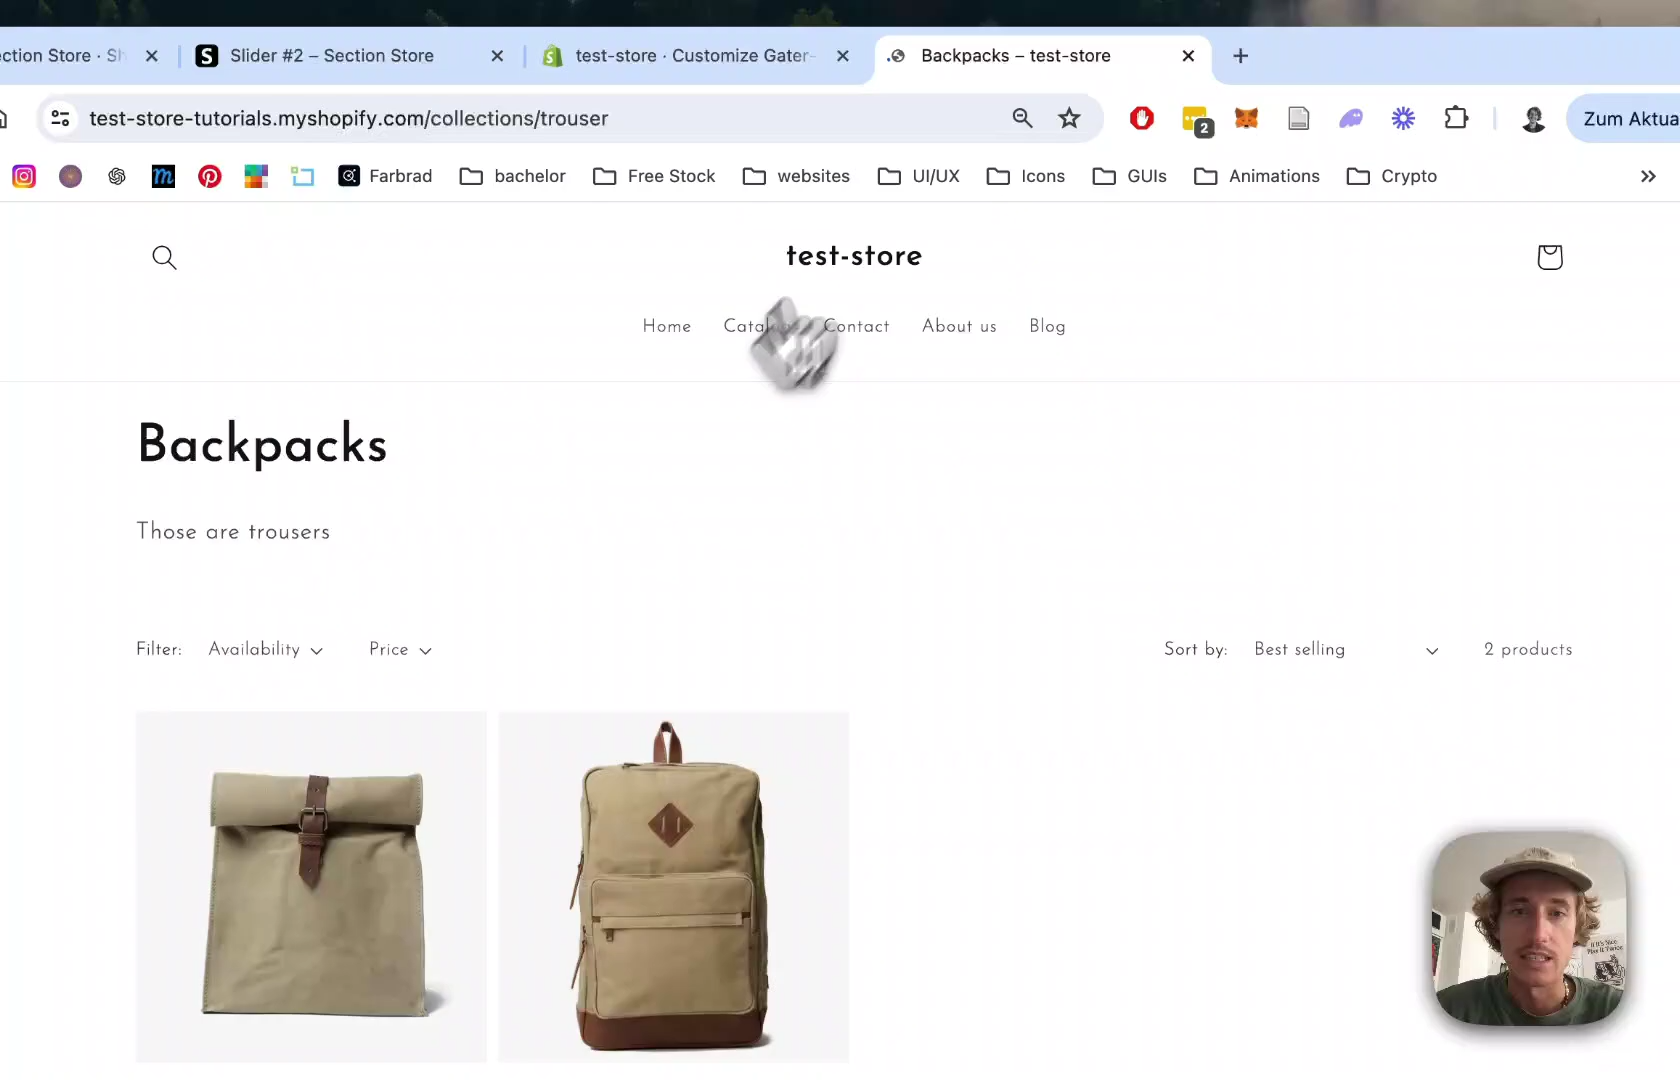 ection Store · Sh
Slider #2 – Section Store
test-store · Customize Gater-
Backpacks – test-store
test-store-tutorials.myshopify.com/collections/trouser
2
Zum Aktua
Farbrad
bachelor
Free Stock
websites
UI/UX
Icons
GUIs
Animations
Crypto
test-store
Home
Catalog
Contact
About us
Blog
Backpacks
Those are trousers
Filter:
Availability
Price
Sort by:
Best selling
2 products